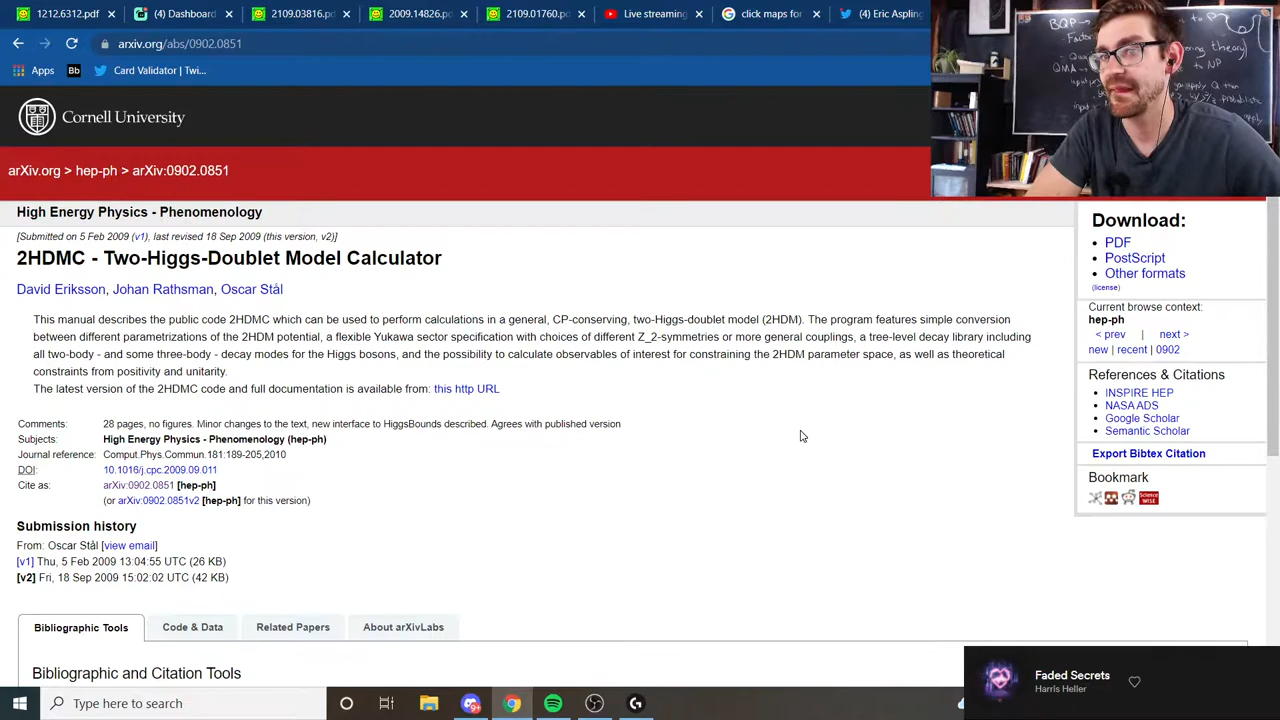 1212.6312.pdf
(4) Dashboard
2109.03816.pdf
2009.14826.pdf
2109.01760.pdf
Live streaming
click maps for
(4) Eric Aspling
arxiv.org/abs/0902.0851
Apps
Bb
Card Validator | Twi...
BQP
QMA
to NP
Cornell University
arXiv.org > hep-ph > arXiv:0902.0851
High Energy Physics - Phenomenology
[Submitted on 5 Feb 2009 (v1), last revised 18 Sep 2009 (this version, v2)]
2HDMC - Two-Higgs-Doublet Model Calculator
David Eriksson, Johan Rathsman, Oscar Stål
This manual describes the public code 2HDMC which can be used to perform calculations in a general, CP-conserving, two-Higgs-doublet model (2HDM). The program features simple conversion
between different parametrizations of the 2HDM potential, a flexible Yukawa sector specification with choices of different Z_2-symmetries or more general couplings, a tree-level decay library including
all two-body - and some three-body - decay modes for the Higgs bosons, and the possibility to calculate observables of interest for constraining the 2HDM parameter space, as well as theoretical
constraints from positivity and unitarity.
The latest version of the 2HDMC code and full documentation is available from: this http URL
Comments: 28 pages, no figures. Minor changes to the text, new interface to HiggsBounds described. Agrees with published version
Subjects: High Energy Physics - Phenomenology (hep-ph)
Journal reference: Comput.Phys.Commun.181:189-205,2010
DOI: 10.1016/j.cpc.2009.09.011
Cite as: arXiv:0902.0851 [hep-ph]
(or arXiv:0902.0851v2 [hep-ph] for this version)
Submission history
From: Oscar Stål [view email]
[v1] Thu, 5 Feb 2009 13:04:55 UTC (26 KB)
[v2] Fri, 18 Sep 2009 15:02:02 UTC (42 KB)
Bibliographic Tools
Code & Data
Related Papers
About arXivLabs
Bibliographic and Citation Tools
Download:
PDF
PostScript
Other formats
(license)
Current browse context:
hep-ph
< prev | next >
new | recent | 0902
References & Citations
INSPIRE HEP
NASA ADS
Google Scholar
Semantic Scholar
Export Bibtex Citation
Bookmark
Science WISE
Faded Secrets
Harris Heller
Type here to search